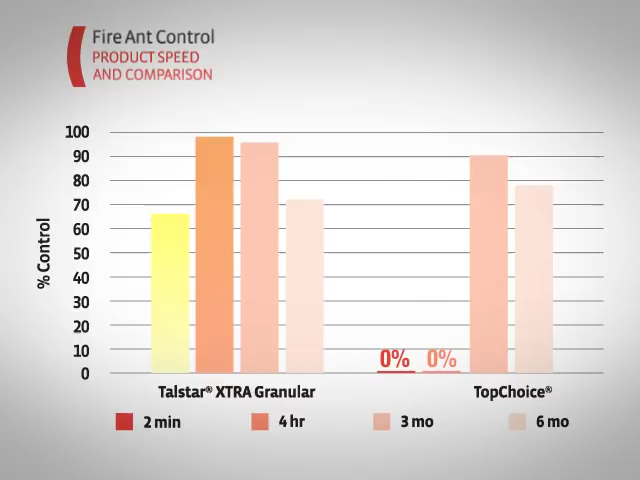 Fire Ant Control
PRODUCT SPEED
AND COMPARISON
% Control
100
90
80
70
60
50
40
30
20
10
0
0% 0%
Talstar® XTRA Granular TopChoice®
2 min 4 hr 3 mo 6 mo